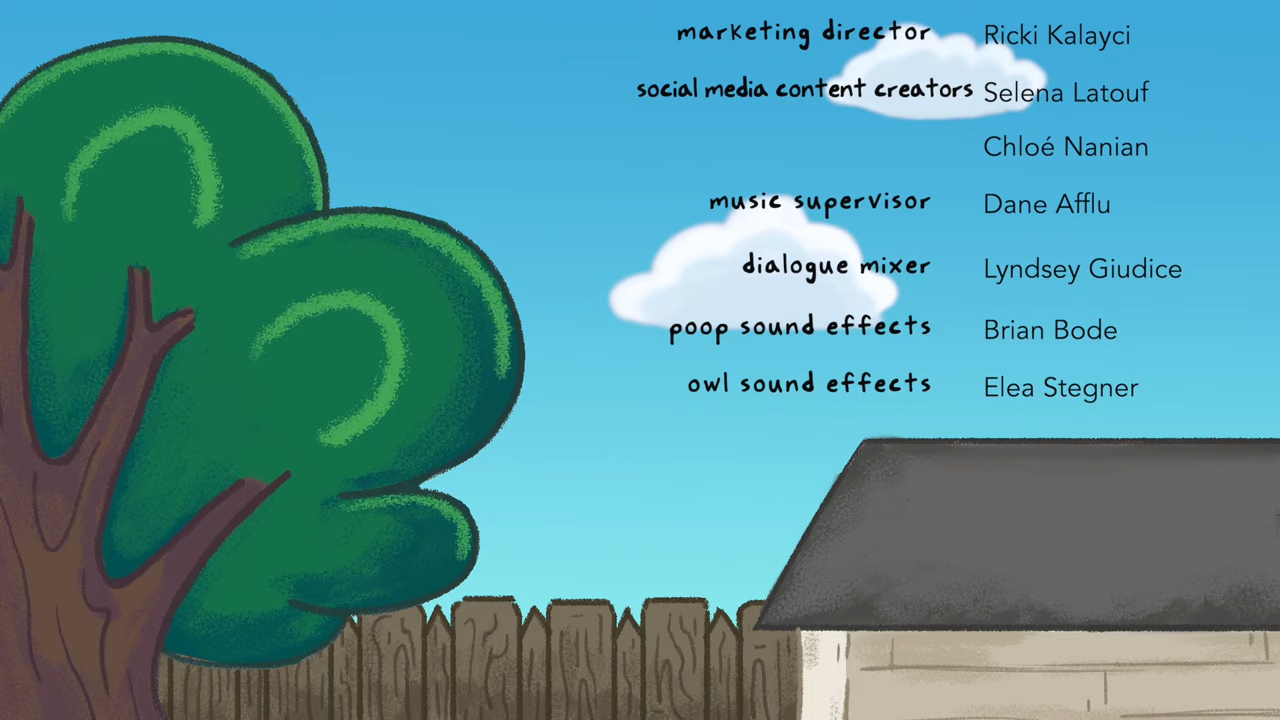 marketing director Ricki Kalayci
social media content creators Selena Latouf
Chloé Nanian
music supervisor Dane Afflu
dialogue mixer Lyndsey Giudice
poop sound effects Brian Bode
owl sound effects Elea Stegner